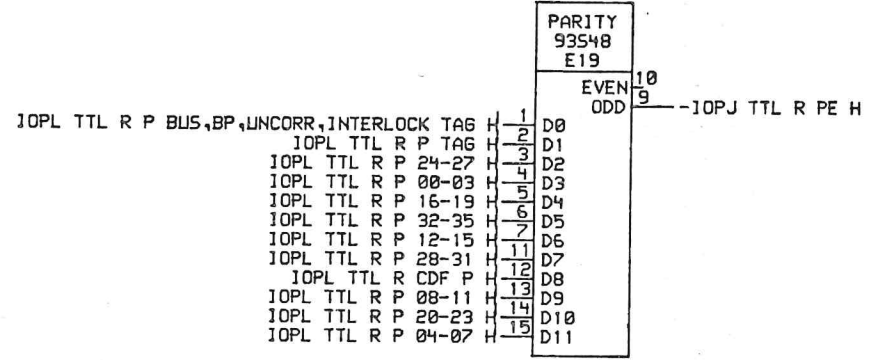 PARITY
93S48
E19
EVEN 10
ODD 9 -IOPJ TTL R PE H
IOPL TTL R P BUS,BP,UNCORR,INTERLOCK TAG H 1 D0
IOPL TTL R P TAG H 2 D1
IOPL TTL R P 24-27 H 3 D2
IOPL TTL R P 00-03 H 4 D3
IOPL TTL R P 16-19 H 5 D4
IOPL TTL R P 32-35 H 6 D5
IOPL TTL R P 12-15 H 7 D6
IOPL TTL R P 28-31 H 11 D7
IOPL TTL R CDF P H 12 D8
IOPL TTL R P 08-11 H 13 D9
IOPL TTL R P 20-23 H 14 D10
IOPL TTL R P 04-07 H 15 D11